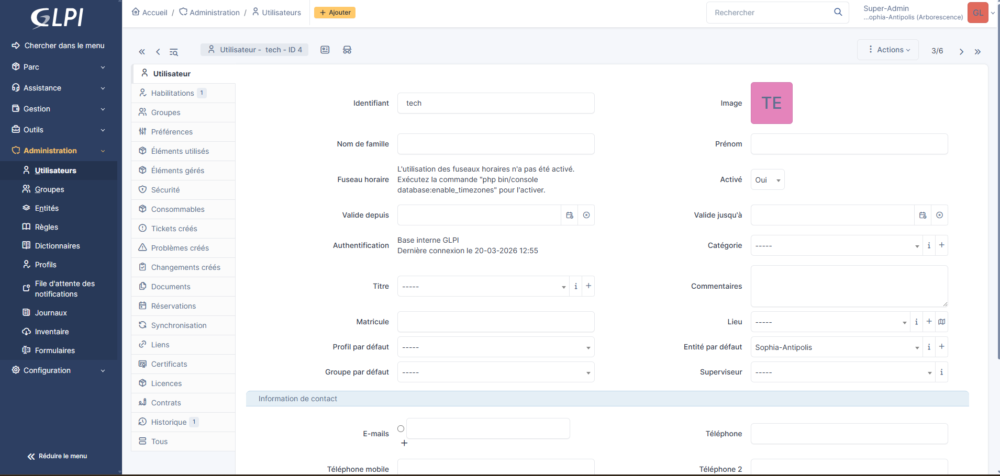 GLPI
Chercher dans le menu
Parc
Assistance
Gestion
Outils
Administration
Utilisateurs
Groupes
Entités
Règles
Dictionnaires
Profils
File d'attente des
notifications
Journaux
Inventaire
Formulaires
Configuration
Réduire le menu
Accueil / Administration / Utilisateurs
+ Ajouter
Rechercher
Super-Admin
...ophia-Antipolis (Arborescence)
GL
Utilisateur - tech - ID 4
Actions
3/6
Utilisateur
Habilitations 1
Groupes
Préférences
Éléments utilisés
Éléments gérés
Sécurité
Consommables
Tickets créés
Problèmes créés
Changements créés
Documents
Réservations
Synchronisation
Liens
Certificats
Licences
Contrats
Historique 1
Tous
Identifiant tech
Image TE
Nom de famille
Prénom
Fuseau horaire
L'utilisation des fuseaux horaires n'a pas été activé.
Exécutez la commande "php bin/console
database:enable_timezones" pour l'activer.
Activé Oui
Valide depuis
Valide jusqu'à
Authentification
Base interne GLPI
Dernière connexion le 20-03-2026 12:55
Catégorie -----
Titre -----
Commentaires
Matricule
Lieu -----
Profil par défaut -----
Entité par défaut Sophia-Antipolis
Groupe par défaut -----
Superviseur -----
Information de contact
E-mails
Téléphone
Téléphone mobile
Téléphone 2